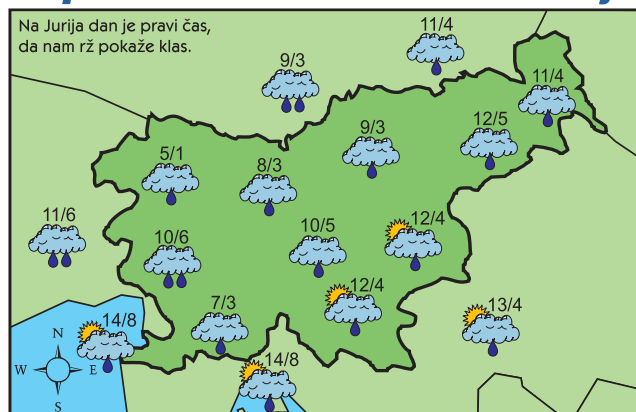 Na Jurija dan je pravi čas,
da nam rž pokaže klas.
11/4
9/3
11/4
12/5
9/3
5/1
8/3
11/6
10/6
10/5
12/4
12/4
7/3
14/8
13/4
14/8
N
W
E
S